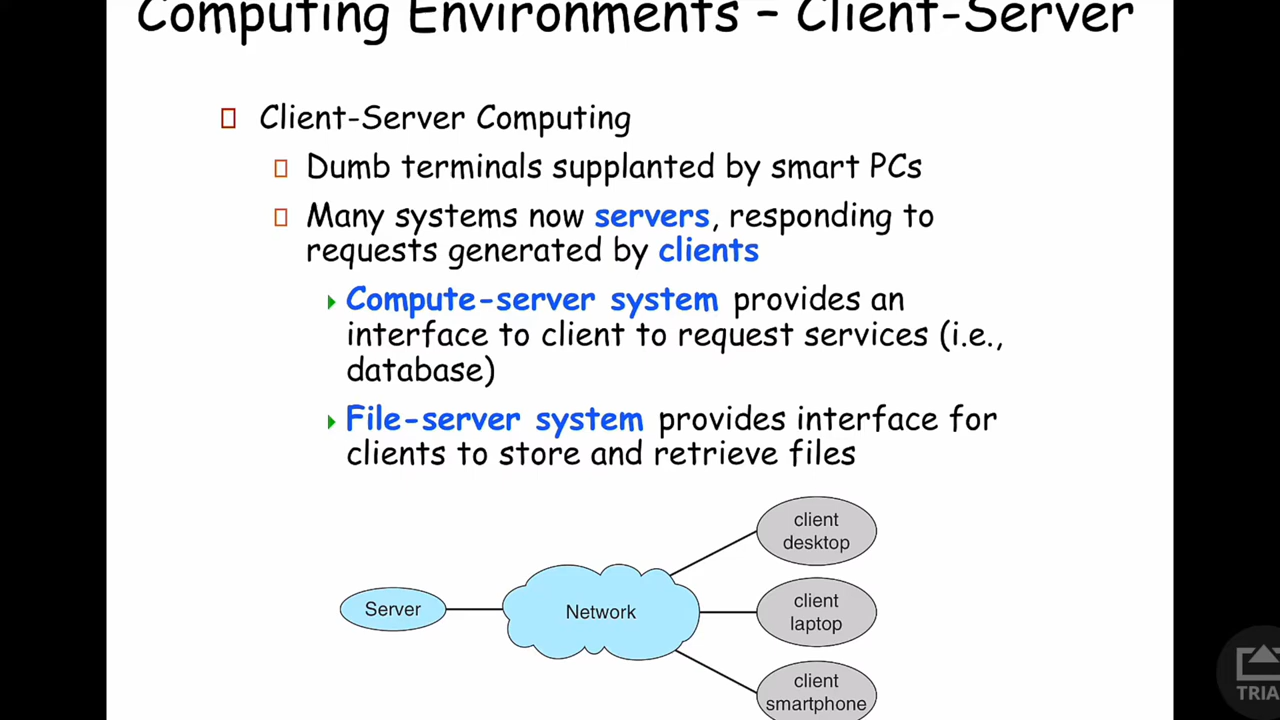 Computing Environments – Client-Server
Client-Server Computing
Dumb terminals supplanted by smart PCs
Many systems now servers, responding to
requests generated by clients
Compute-server system provides an
interface to client to request services (i.e.,
database)
File-server system provides interface for
clients to store and retrieve files
client
desktop
Server
Network
client
laptop
client
smartphone